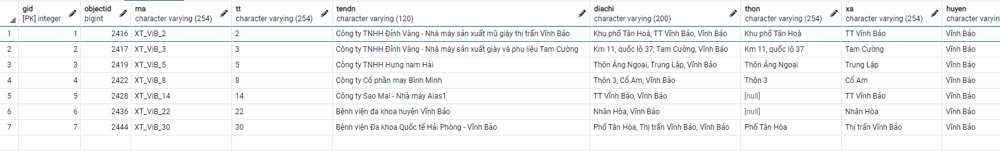 gid objectid ma tt tendn diachi thon xa huyen
[PK] integer bigint character varying (254) character varying (254) character varying (120) character varying (200) character varying (254) character varying (254) character varyin
1 1 2416 XT_ViB_2 2 Công ty TNHH Đỉnh Vàng - Nhà máy sản xuất mũ giày thị trấn Vĩnh Bảo Khu phố Tân Hoà, TT Vĩnh Bảo, Vĩnh Bảo Khu phố Tân Hoà TT Vĩnh Bảo Vĩnh Bảo
2 2 2417 XT_ViB_3 3 Công ty TNHH Đỉnh Vàng - Nhà máy sản xuất giày và phụ liệu Tam Cường Km 11, quốc lộ 37, Tam Cường, Vĩnh Bảo Km 11, quốc lộ 37 Tam Cường Vĩnh Bảo
3 3 2419 XT_ViB_5 5 Công ty TNHH Hưng nam Hải Thôn Áng Ngoại, Trung Lập, Vĩnh Bảo Thôn Áng Ngoại Trung Lập Vĩnh Bảo
4 4 2422 XT_ViB_8 8 Công ty Cổ phần may Bình Minh Thôn 3, Cổ Am, Vĩnh Bảo Thôn 3 Cổ Am Vĩnh Bảo
5 5 2428 XT_ViB_14 14 Công ty Sao Mai - Nhà máy Alas1 TT Vĩnh Bảo, Vĩnh Bảo [null] TT Vĩnh Bảo Vĩnh Bảo
6 6 2436 XT_ViB_22 22 Bệnh viện đa khoa huyện Vĩnh Bảo Nhân Hòa, Vĩnh Bảo [null] Nhân Hòa Vĩnh Bảo
7 7 2444 XT_ViB_30 30 Bệnh viện Đa khoa Quốc tế Hải Phòng - Vĩnh Bảo Phố Tân Hòa, Thị trấn Vĩnh Bảo, Vĩnh Bảo Phố Tân Hòa Thị trấn Vĩnh Bảo Vĩnh Bảo